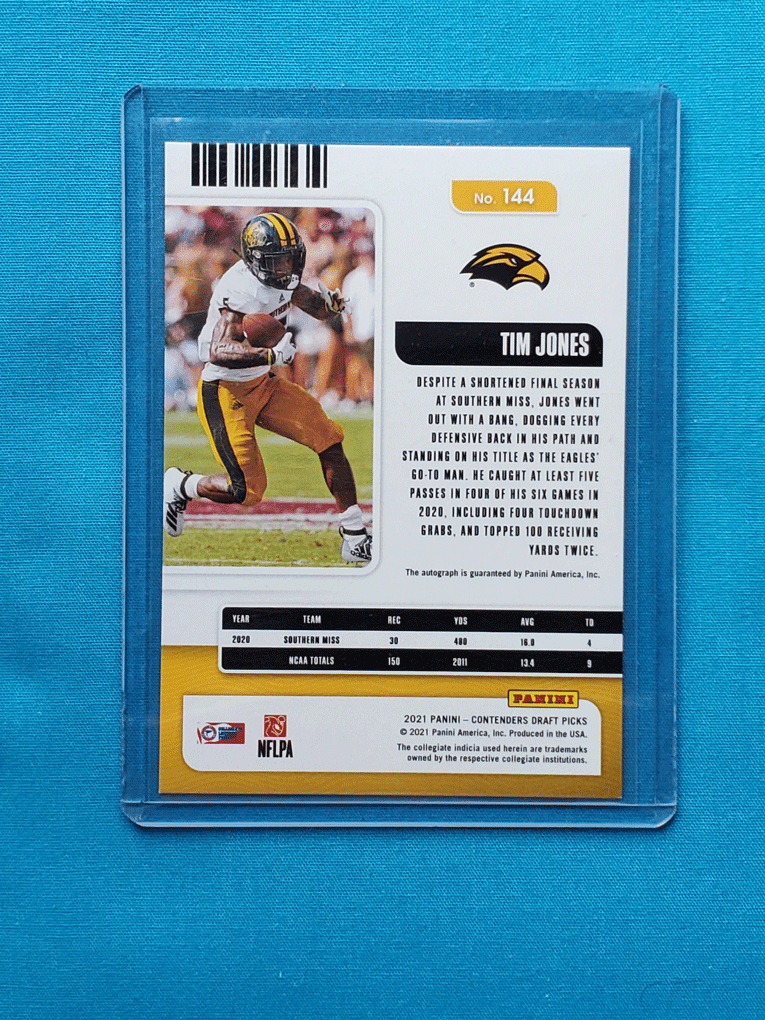 No. 144
®
TIM JONES
DESPITE A SHORTENED FINAL SEASON
AT SOUTHERN MISS, JONES WENT
OUT WITH A BANG, DOGGING EVERY
DEFENSIVE BACK IN HIS PATH AND
STANDING ON HIS TITLE AS THE EAGLES'
GO-TO MAN. HE CAUGHT AT LEAST FIVE
PASSES IN FOUR OF HIS SIX GAMES IN
2020, INCLUDING FOUR TOUCHDOWN
GRABS, AND TOPPED 100 RECEIVING
YARDS TWICE.
The autograph is guaranteed by Panini America, Inc.
YEAR TEAM REC YDS AVG TD
2020 SOUTHERN MISS 30 480 16.0 4
NCAA TOTALS 150 2011 13.4 9
PANINI
2021 PANINI – CONTENDERS DRAFT PICKS
© 2021 Panini America, Inc. Produced in the USA.
The collegiate indicia used herein are trademarks
owned by the respective collegiate institutions.
NFLPA